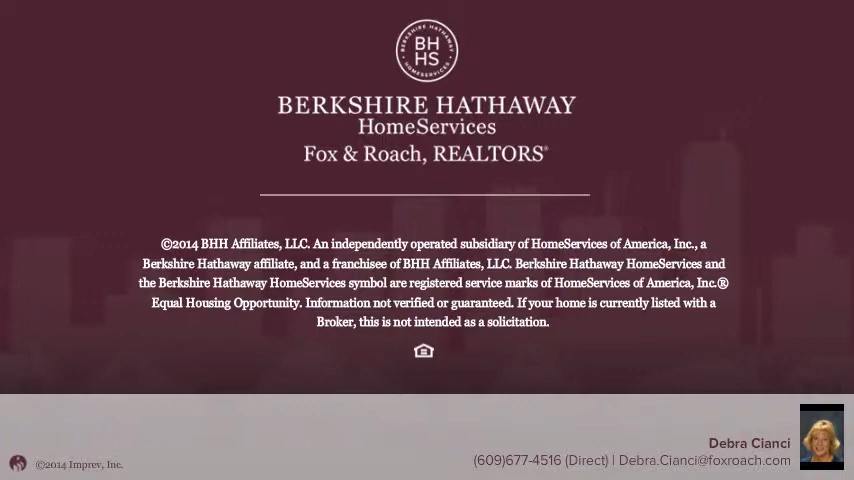 BERKSHIRE HATHAWAY
BH
HS
HOMESERVICES
BERKSHIRE HATHAWAY
HomeServices
Fox & Roach, REALTORS®
©2014 BHH Affiliates, LLC. An independently operated subsidiary of HomeServices of America, Inc., a
Berkshire Hathaway affiliate, and a franchisee of BHH Affiliates, LLC. Berkshire Hathaway HomeServices and
the Berkshire Hathaway HomeServices symbol are registered service marks of HomeServices of America, Inc.®
Equal Housing Opportunity. Information not verified or guaranteed. If your home is currently listed with a
Broker, this is not intended as a solicitation.
Debra Cianci
(609)677-4516 (Direct) | Debra.Cianci@foxroach.com
©2014 Imprev, Inc.